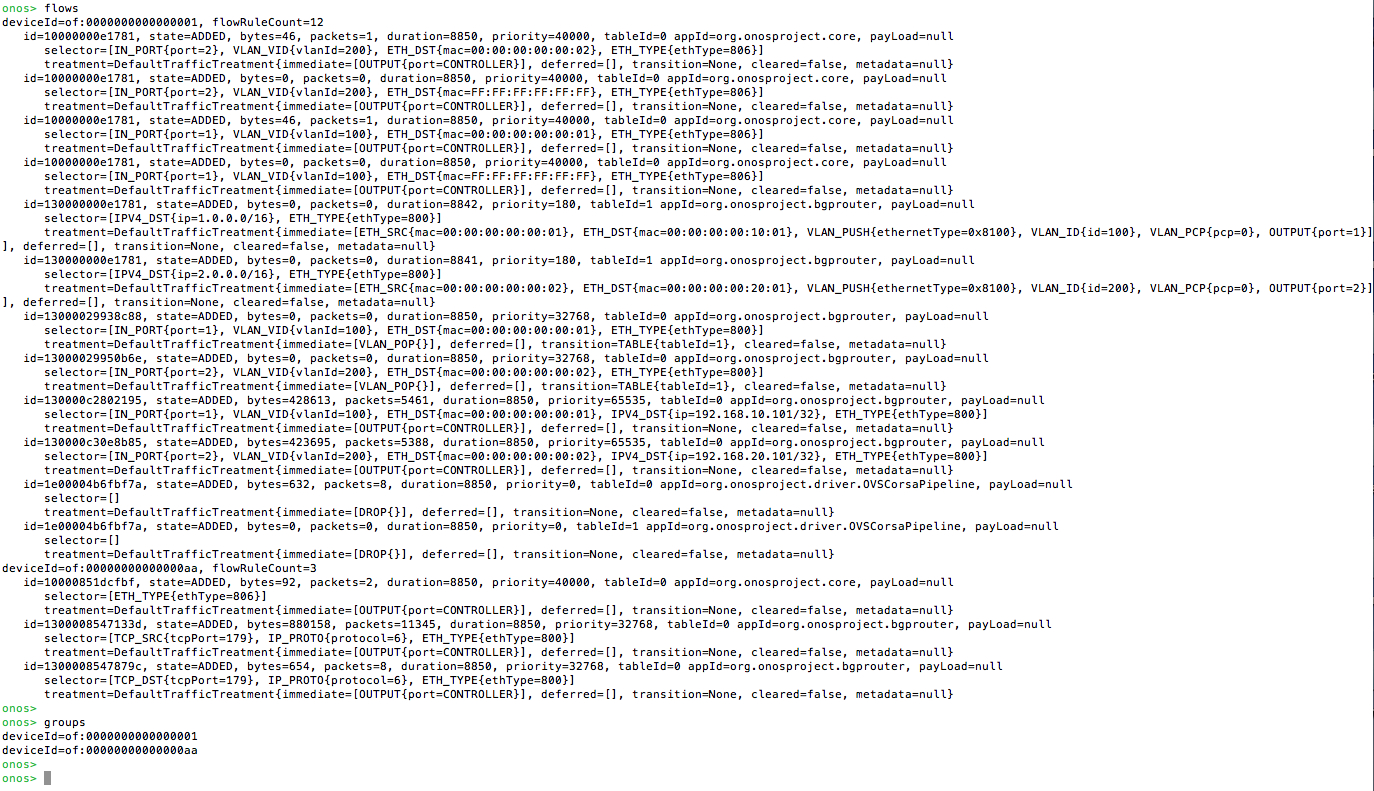 onos> flows
deviceId=of:0000000000000001, flowRuleCount=12
   id=10000000e1781, state=ADDED, bytes=46, packets=1, duration=8850, priority=40000, tableId=0 appId=org.onosproject.core, payLoad=null
      selector=[IN_PORT{port=2}, VLAN_VID{vlanId=200}, ETH_DST{mac=00:00:00:00:00:02}, ETH_TYPE{ethType=806}]
      treatment=DefaultTrafficTreatment{immediate=[OUTPUT{port=CONTROLLER}], deferred=[], transition=None, cleared=false, metadata=null}
   id=10000000e1781, state=ADDED, bytes=0, packets=0, duration=8850, priority=40000, tableId=0 appId=org.onosproject.core, payLoad=null
      selector=[IN_PORT{port=2}, VLAN_VID{vlanId=200}, ETH_DST{mac=FF:FF:FF:FF:FF:FF}, ETH_TYPE{ethType=806}]
      treatment=DefaultTrafficTreatment{immediate=[OUTPUT{port=CONTROLLER}], deferred=[], transition=None, cleared=false, metadata=null}
   id=10000000e1781, state=ADDED, bytes=46, packets=1, duration=8850, priority=40000, tableId=0 appId=org.onosproject.core, payLoad=null
      selector=[IN_PORT{port=1}, VLAN_VID{vlanId=100}, ETH_DST{mac=00:00:00:00:00:01}, ETH_TYPE{ethType=806}]
      treatment=DefaultTrafficTreatment{immediate=[OUTPUT{port=CONTROLLER}], deferred=[], transition=None, cleared=false, metadata=null}
   id=10000000e1781, state=ADDED, bytes=0, packets=0, duration=8850, priority=40000, tableId=0 appId=org.onosproject.core, payLoad=null
      selector=[IN_PORT{port=1}, VLAN_VID{vlanId=100}, ETH_DST{mac=FF:FF:FF:FF:FF:FF}, ETH_TYPE{ethType=806}]
      treatment=DefaultTrafficTreatment{immediate=[OUTPUT{port=CONTROLLER}], deferred=[], transition=None, cleared=false, metadata=null}
   id=130000000e1781, state=ADDED, bytes=0, packets=0, duration=8842, priority=180, tableId=1 appId=org.onosproject.bgprouter, payLoad=null
      selector=[IPV4_DST{ip=1.0.0.0/16}, ETH_TYPE{ethType=800}]
      treatment=DefaultTrafficTreatment{immediate=[ETH_SRC{mac=00:00:00:00:00:01}, ETH_DST{mac=00:00:00:00:10:01}, VLAN_PUSH{ethernetType=0x8100}, VLAN_ID{id=100}, VLAN_PCP{pcp=0}, OUTPUT{port=1}]
], deferred=[], transition=None, cleared=false, metadata=null}
   id=130000000e1781, state=ADDED, bytes=0, packets=0, duration=8841, priority=180, tableId=1 appId=org.onosproject.bgprouter, payLoad=null
      selector=[IPV4_DST{ip=2.0.0.0/16}, ETH_TYPE{ethType=800}]
      treatment=DefaultTrafficTreatment{immediate=[ETH_SRC{mac=00:00:00:00:00:02}, ETH_DST{mac=00:00:00:00:20:01}, VLAN_PUSH{ethernetType=0x8100}, VLAN_ID{id=200}, VLAN_PCP{pcp=0}, OUTPUT{port=2}]
], deferred=[], transition=None, cleared=false, metadata=null}
   id=13000029938c88, state=ADDED, bytes=0, packets=0, duration=8850, priority=32768, tableId=0 appId=org.onosproject.bgprouter, payLoad=null
      selector=[IN_PORT{port=1}, VLAN_VID{vlanId=100}, ETH_DST{mac=00:00:00:00:00:01}, ETH_TYPE{ethType=800}]
      treatment=DefaultTrafficTreatment{immediate=[VLAN_POP{}], deferred=[], transition=TABLE{tableId=1}, cleared=false, metadata=null}
   id=13000029950b6e, state=ADDED, bytes=0, packets=0, duration=8850, priority=32768, tableId=0 appId=org.onosproject.bgprouter, payLoad=null
      selector=[IN_PORT{port=2}, VLAN_VID{vlanId=200}, ETH_DST{mac=00:00:00:00:00:02}, ETH_TYPE{ethType=800}]
      treatment=DefaultTrafficTreatment{immediate=[VLAN_POP{}], deferred=[], transition=TABLE{tableId=1}, cleared=false, metadata=null}
   id=130000c2802195, state=ADDED, bytes=428613, packets=5461, duration=8850, priority=65535, tableId=0 appId=org.onosproject.bgprouter, payLoad=null
      selector=[IN_PORT{port=1}, VLAN_VID{vlanId=100}, ETH_DST{mac=00:00:00:00:00:01}, IPV4_DST{ip=192.168.10.101/32}, ETH_TYPE{ethType=800}]
      treatment=DefaultTrafficTreatment{immediate=[OUTPUT{port=CONTROLLER}], deferred=[], transition=None, cleared=false, metadata=null}
   id=130000c30e8b85, state=ADDED, bytes=423695, packets=5388, duration=8850, priority=65535, tableId=0 appId=org.onosproject.bgprouter, payLoad=null
      selector=[IN_PORT{port=2}, VLAN_VID{vlanId=200}, ETH_DST{mac=00:00:00:00:00:02}, IPV4_DST{ip=192.168.20.101/32}, ETH_TYPE{ethType=800}]
      treatment=DefaultTrafficTreatment{immediate=[OUTPUT{port=CONTROLLER}], deferred=[], transition=None, cleared=false, metadata=null}
   id=1e00004b6fbf7a, state=ADDED, bytes=632, packets=8, duration=8850, priority=0, tableId=0 appId=org.onosproject.driver.OVSCorsaPipeline, payLoad=null
      selector=[]
      treatment=DefaultTrafficTreatment{immediate=[DROP{}], deferred=[], transition=None, cleared=false, metadata=null}
   id=1e00004b6fbf7a, state=ADDED, bytes=0, packets=0, duration=8850, priority=0, tableId=1 appId=org.onosproject.driver.OVSCorsaPipeline, payLoad=null
      selector=[]
      treatment=DefaultTrafficTreatment{immediate=[DROP{}], deferred=[], transition=None, cleared=false, metadata=null}
deviceId=of:00000000000000aa, flowRuleCount=3
   id=10000851dcfbf, state=ADDED, bytes=92, packets=2, duration=8850, priority=40000, tableId=0 appId=org.onosproject.core, payLoad=null
      selector=[ETH_TYPE{ethType=806}]
      treatment=DefaultTrafficTreatment{immediate=[OUTPUT{port=CONTROLLER}], deferred=[], transition=None, cleared=false, metadata=null}
   id=1300008547133d, state=ADDED, bytes=880158, packets=11345, duration=8850, priority=32768, tableId=0 appId=org.onosproject.bgprouter, payLoad=null
      selector=[TCP_SRC{tcpPort=179}, IP_PROTO{protocol=6}, ETH_TYPE{ethType=800}]
      treatment=DefaultTrafficTreatment{immediate=[OUTPUT{port=CONTROLLER}], deferred=[], transition=None, cleared=false, metadata=null}
   id=1300008547879c, state=ADDED, bytes=654, packets=8, duration=8850, priority=32768, tableId=0 appId=org.onosproject.bgprouter, payLoad=null
      selector=[TCP_DST{tcpPort=179}, IP_PROTO{protocol=6}, ETH_TYPE{ethType=800}]
      treatment=DefaultTrafficTreatment{immediate=[OUTPUT{port=CONTROLLER}], deferred=[], transition=None, cleared=false, metadata=null}
onos>
onos> groups
deviceId=of:0000000000000001
deviceId=of:00000000000000aa
onos>
onos>